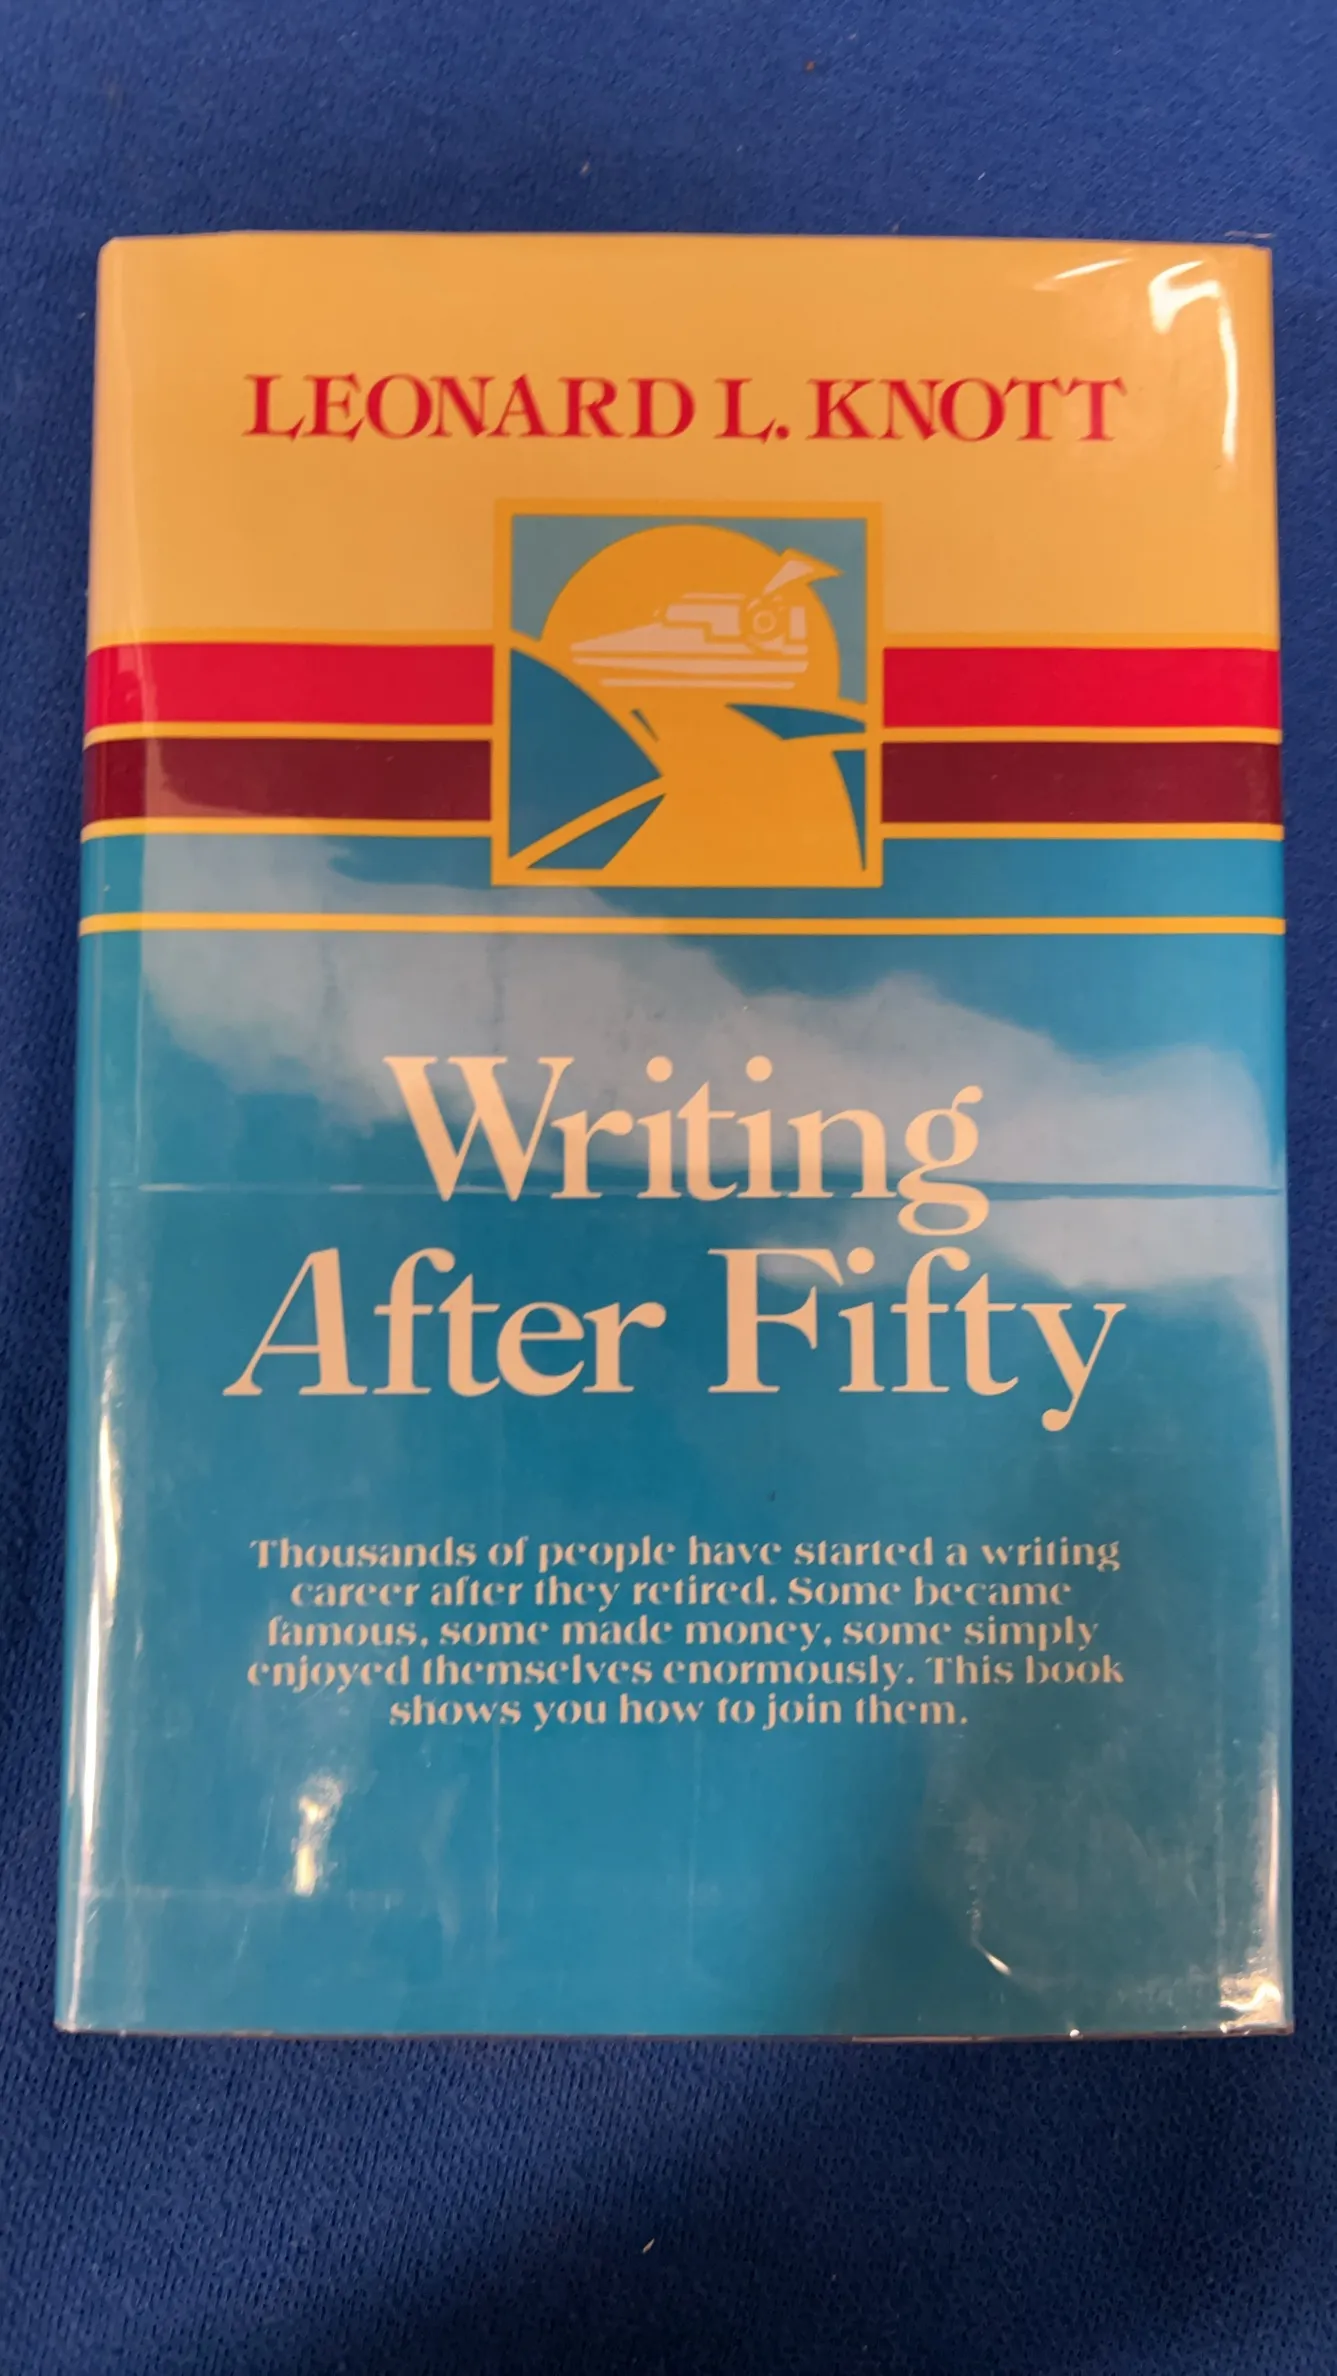 LEONARD L. KNOTT
Writing
After Fifty
Thousands of people have started a writing
career after they retired. Some became
famous, some made money, some simply
enjoyed themselves enormously. This book
shows you how to join them.